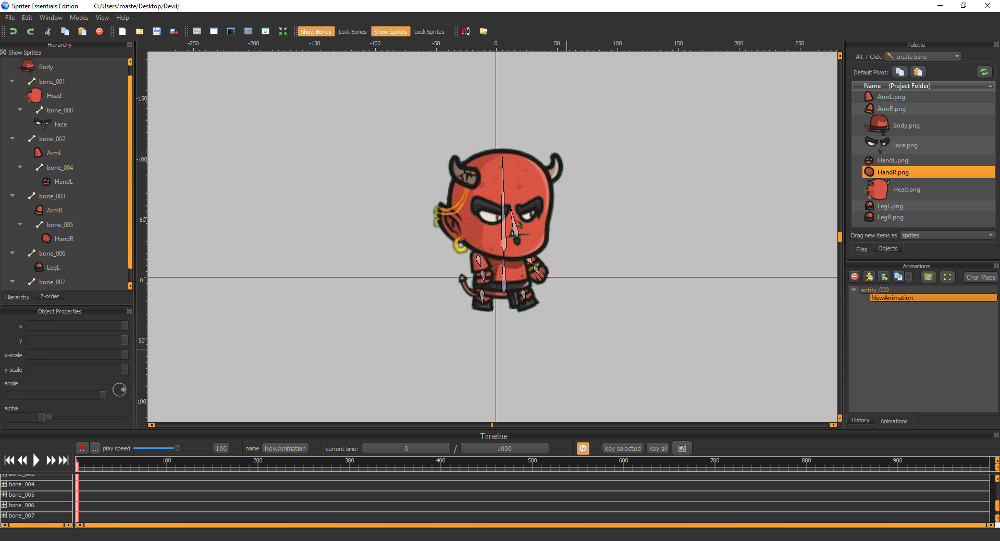 Spriter Essentials Edition C:/Users/maste/Desktop/Devil/
File Edit Window Modes View Help
Show Bones Lock Bones Show Sprites Lock Sprites
Hierarchy
Show Sprites
Body
bone_001
Head
bone_008
Face
bone_002
ArmL
bone_004
HandL
bone_003
ArmR
bone_005
HandR
bone_006
LegL
bone_007
Hierarchy Z-order
Object Properties
x
y
x-scale
y-scale
angle
alpha
-250 -200 -150 -100 -50 0 50 100 150 200 250
-150
-100
-50
0
50
100
Palette
Alt + Click: create bone
Default Pivot:
Name (Project Folder)
ArmL.png
ArmR.png
Body.png
Face.png
HandL.png
HandR.png
Head.png
LegL.png
LegR.png
Drag new items as sprites
Files Objects
Animations
... Char Maps
entity_000
NewAnimation
History Animations
Timeline
... play speed 100 name NewAnimation current time: 0 / 1000 key selected key all
100 200 300 400 500 600 700 800 900
bone_003
bone_004
bone_005
bone_006
bone_007